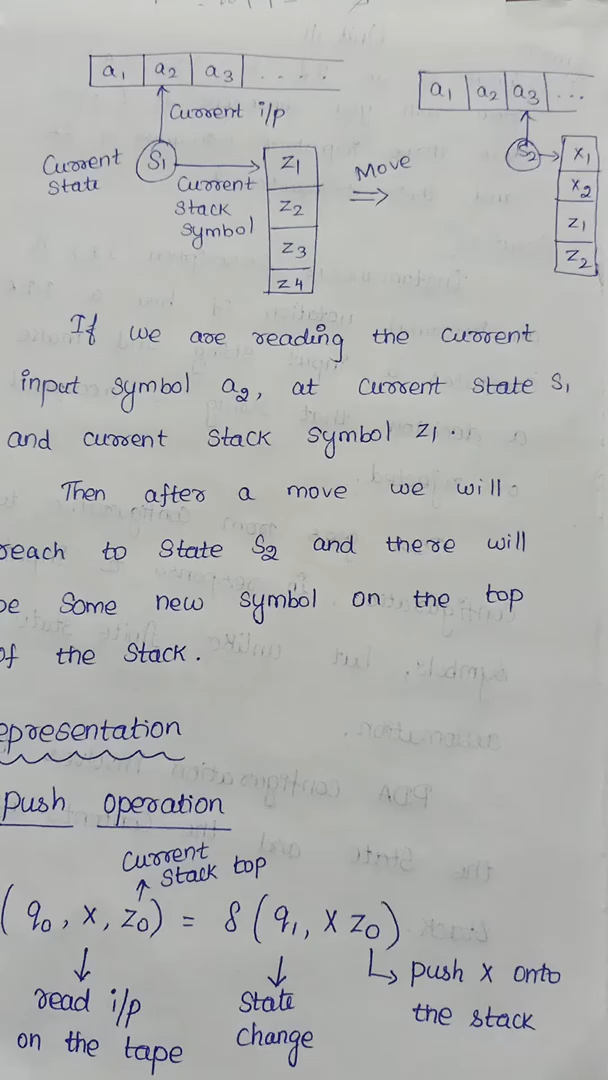 a1 a2 a3 ....
a1 a2 a3 ...
Current i/p
Current State
S1
Current Stack Symbol
Z1
Z2
Z3
Z4
Move
⇒
S2
X1
X2
Z1
Z2
If we are reading the current
input symbol a2, at current state S1
and current stack symbol Z1.
Then after a move we will
reach to state S2 and there will
be some new symbol on the top
of the stack.
epresentation
push operation
current
stack top
(q0, x, z0) = δ(q1, x z0)
read i/p
on the tape
state
change
push x onto
the stack